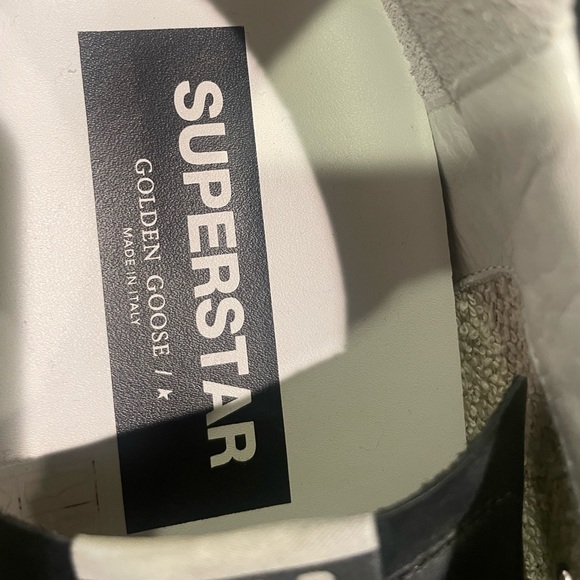 SUPERSTAR
GOLDEN GOOSE / ★
MADE IN ITALY